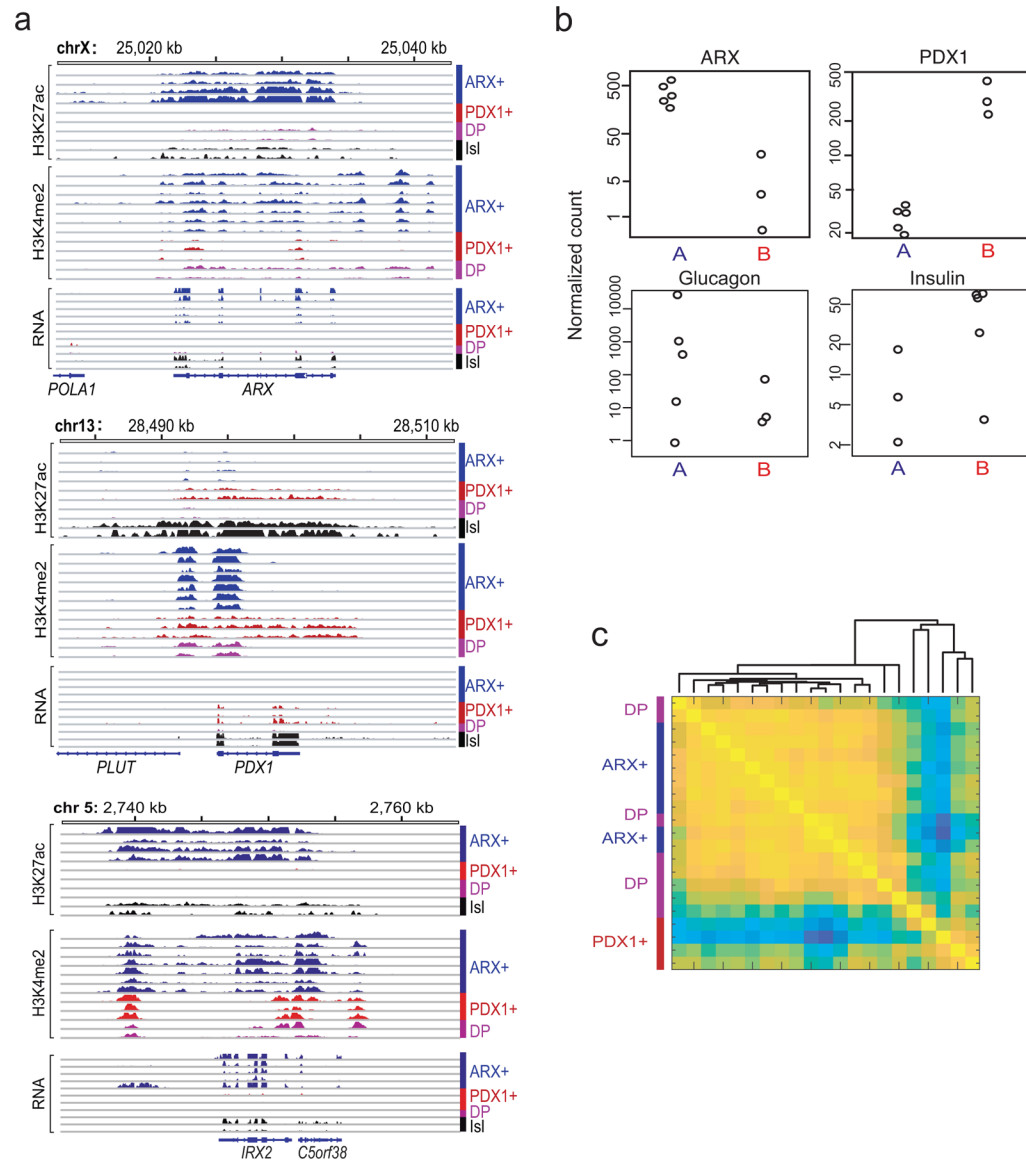 a
chrX: 25,020 kb 25,040 kb
H3K27ac
ARX+
PDX1+
DP
Isl
H3K4me2
ARX+
PDX1+
DP
RNA
ARX+
PDX1+
DP
Isl
POLA1 ARX
chr13: 28,490 kb 28,510 kb
H3K27ac
ARX+
PDX1+
DP
Isl
H3K4me2
ARX+
PDX1+
DP
RNA
ARX+
PDX1+
DP
Isl
PLUT PDX1
chr 5: 2,740 kb 2,760 kb
H3K27ac
ARX+
PDX1+
DP
Isl
H3K4me2
ARX+
PDX1+
DP
RNA
ARX+
PDX1+
DP
Isl
IRX2 C5orf38
b
Normalized count
ARX
500
50
5
1
A B
PDX1
500
200
100
50
20
A B
Glucagon
10000
1000
100
10
1
A B
Insulin
50
20
10
5
2
A B
c
DP
ARX+
DP
ARX+
DP
PDX1+